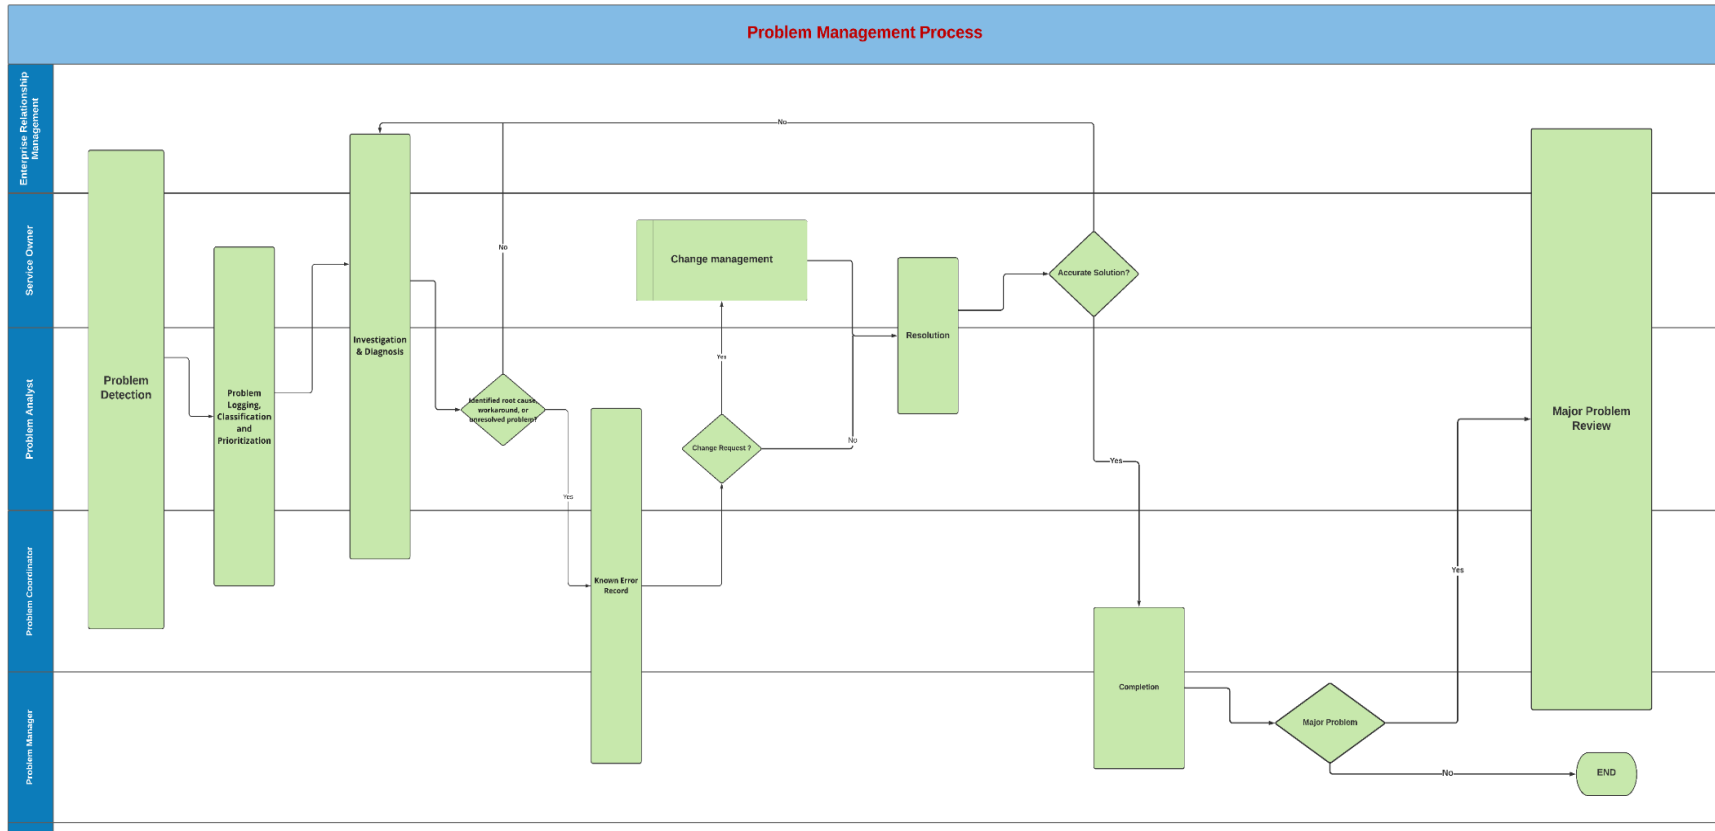 Problem Management Process
Enterprise Relationship
Management
Service Owner
Problem Analyst
Problem Coordinator
Problem Manager
Problem
Detection
Problem
Logging,
Classification
and
Prioritization
Investigation
& Diagnosis
Identified root cause,
workaround, or
unresolved problem?
No
Yes
Known Error
Record
Change Request ?
Yes
No
Change management
Resolution
Accurate Solution?
No
Yes
Completion
Major Problem
Yes
No
Major Problem
Review
END